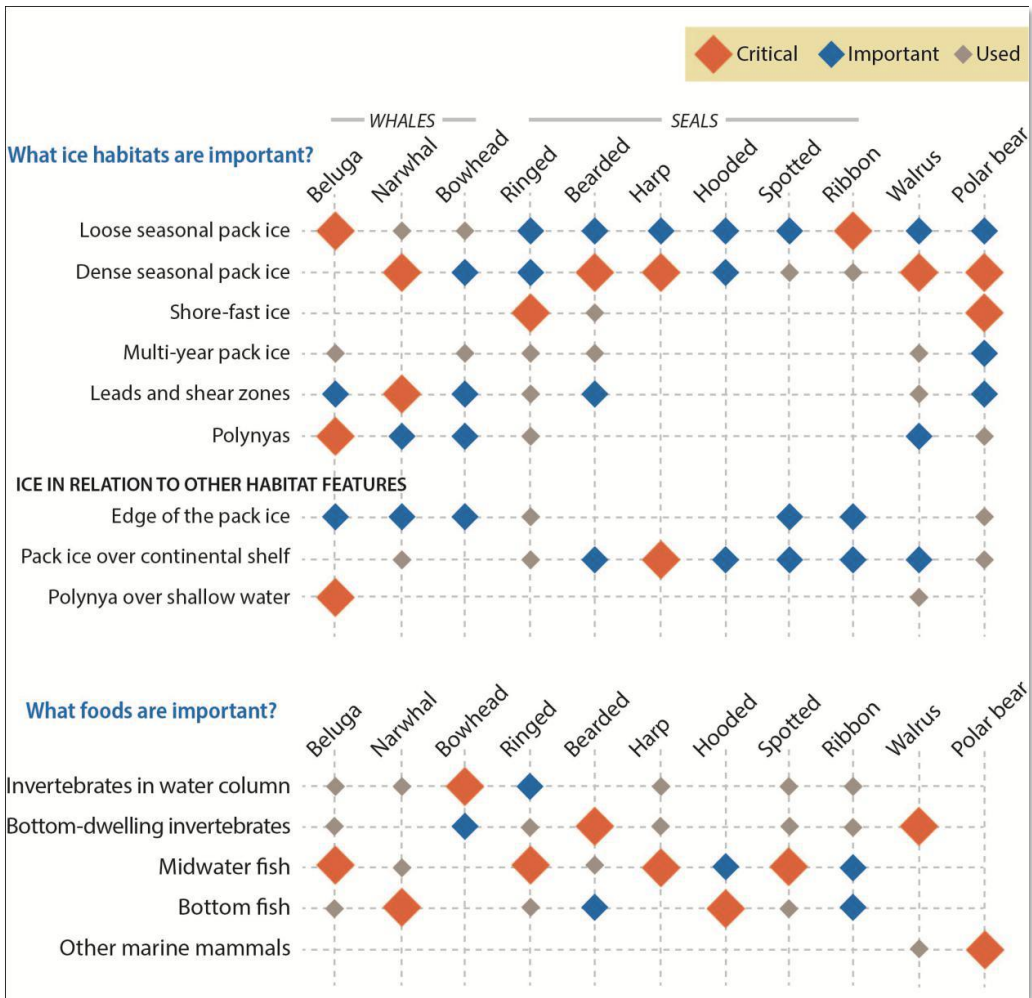 Critical Important Used
WHALES SEALS
What ice habitats are important?
Beluga Narwhal Bowhead Ringed Bearded Harp Hooded Spotted Ribbon Walrus Polar bear
Loose seasonal pack ice
Dense seasonal pack ice
Shore-fast ice
Multi-year pack ice
Leads and shear zones
Polynyas
ICE IN RELATION TO OTHER HABITAT FEATURES
Edge of the pack ice
Pack ice over continental shelf
Polynya over shallow water
What foods are important?
Beluga Narwhal Bowhead Ringed Bearded Harp Hooded Spotted Ribbon Walrus Polar bear
Invertebrates in water column
Bottom-dwelling invertebrates
Midwater fish
Bottom fish
Other marine mammals